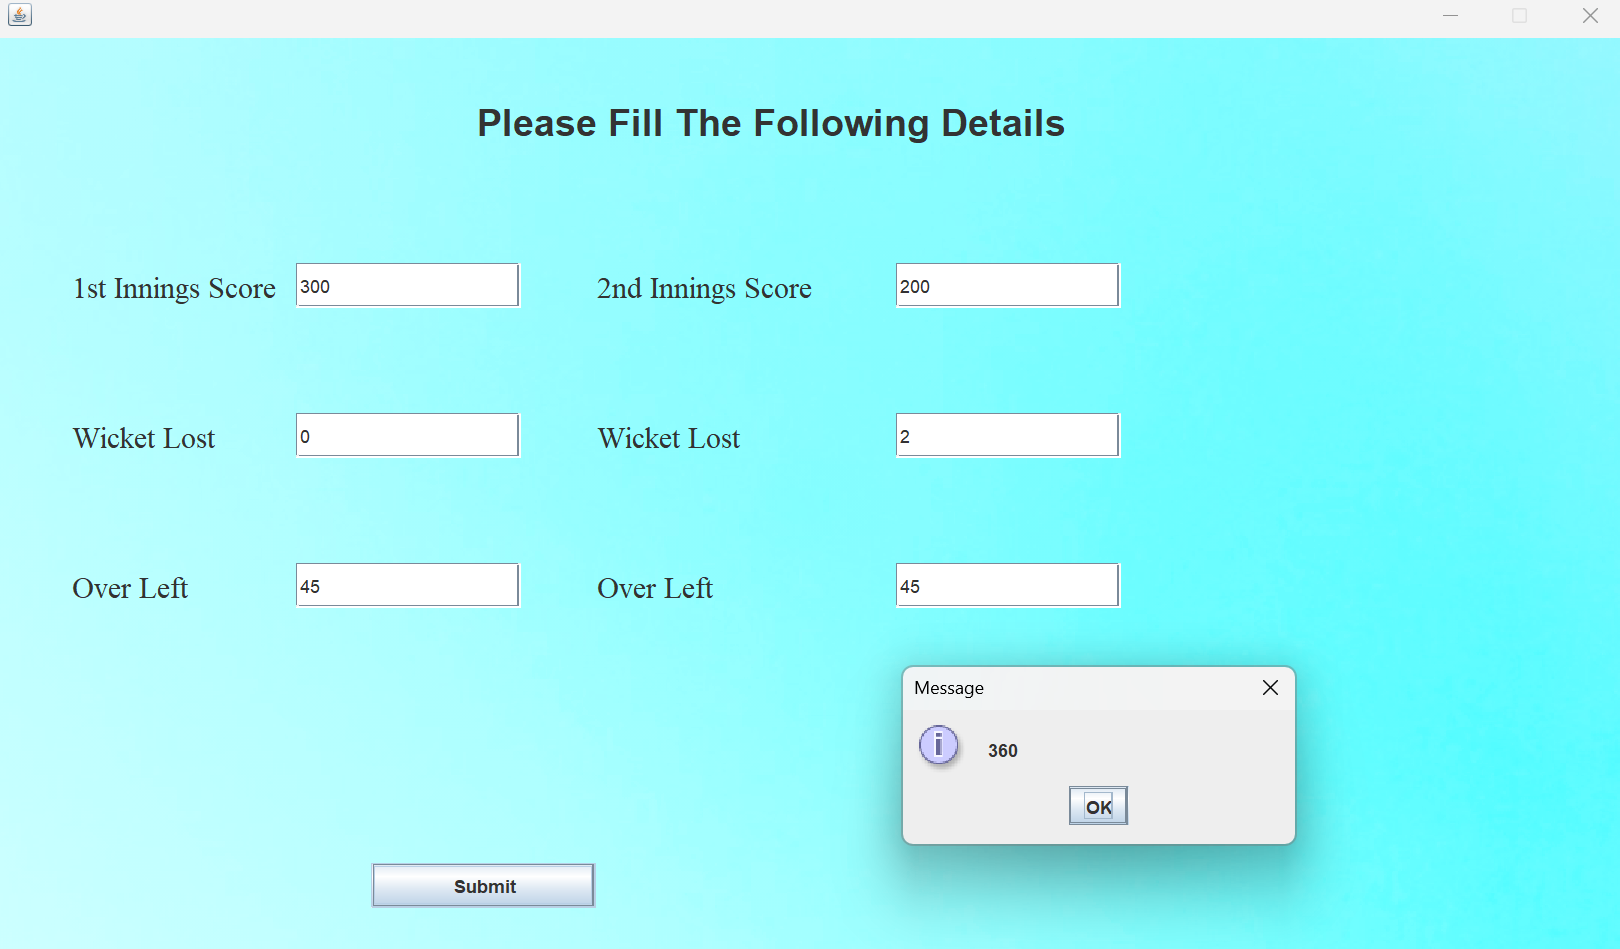 Please Fill The Following Details
1st Innings Score 300 2nd Innings Score 200
Wicket Lost 0 Wicket Lost 2
Over Left 45 Over Left 45
Message
i 360
OK
Submit